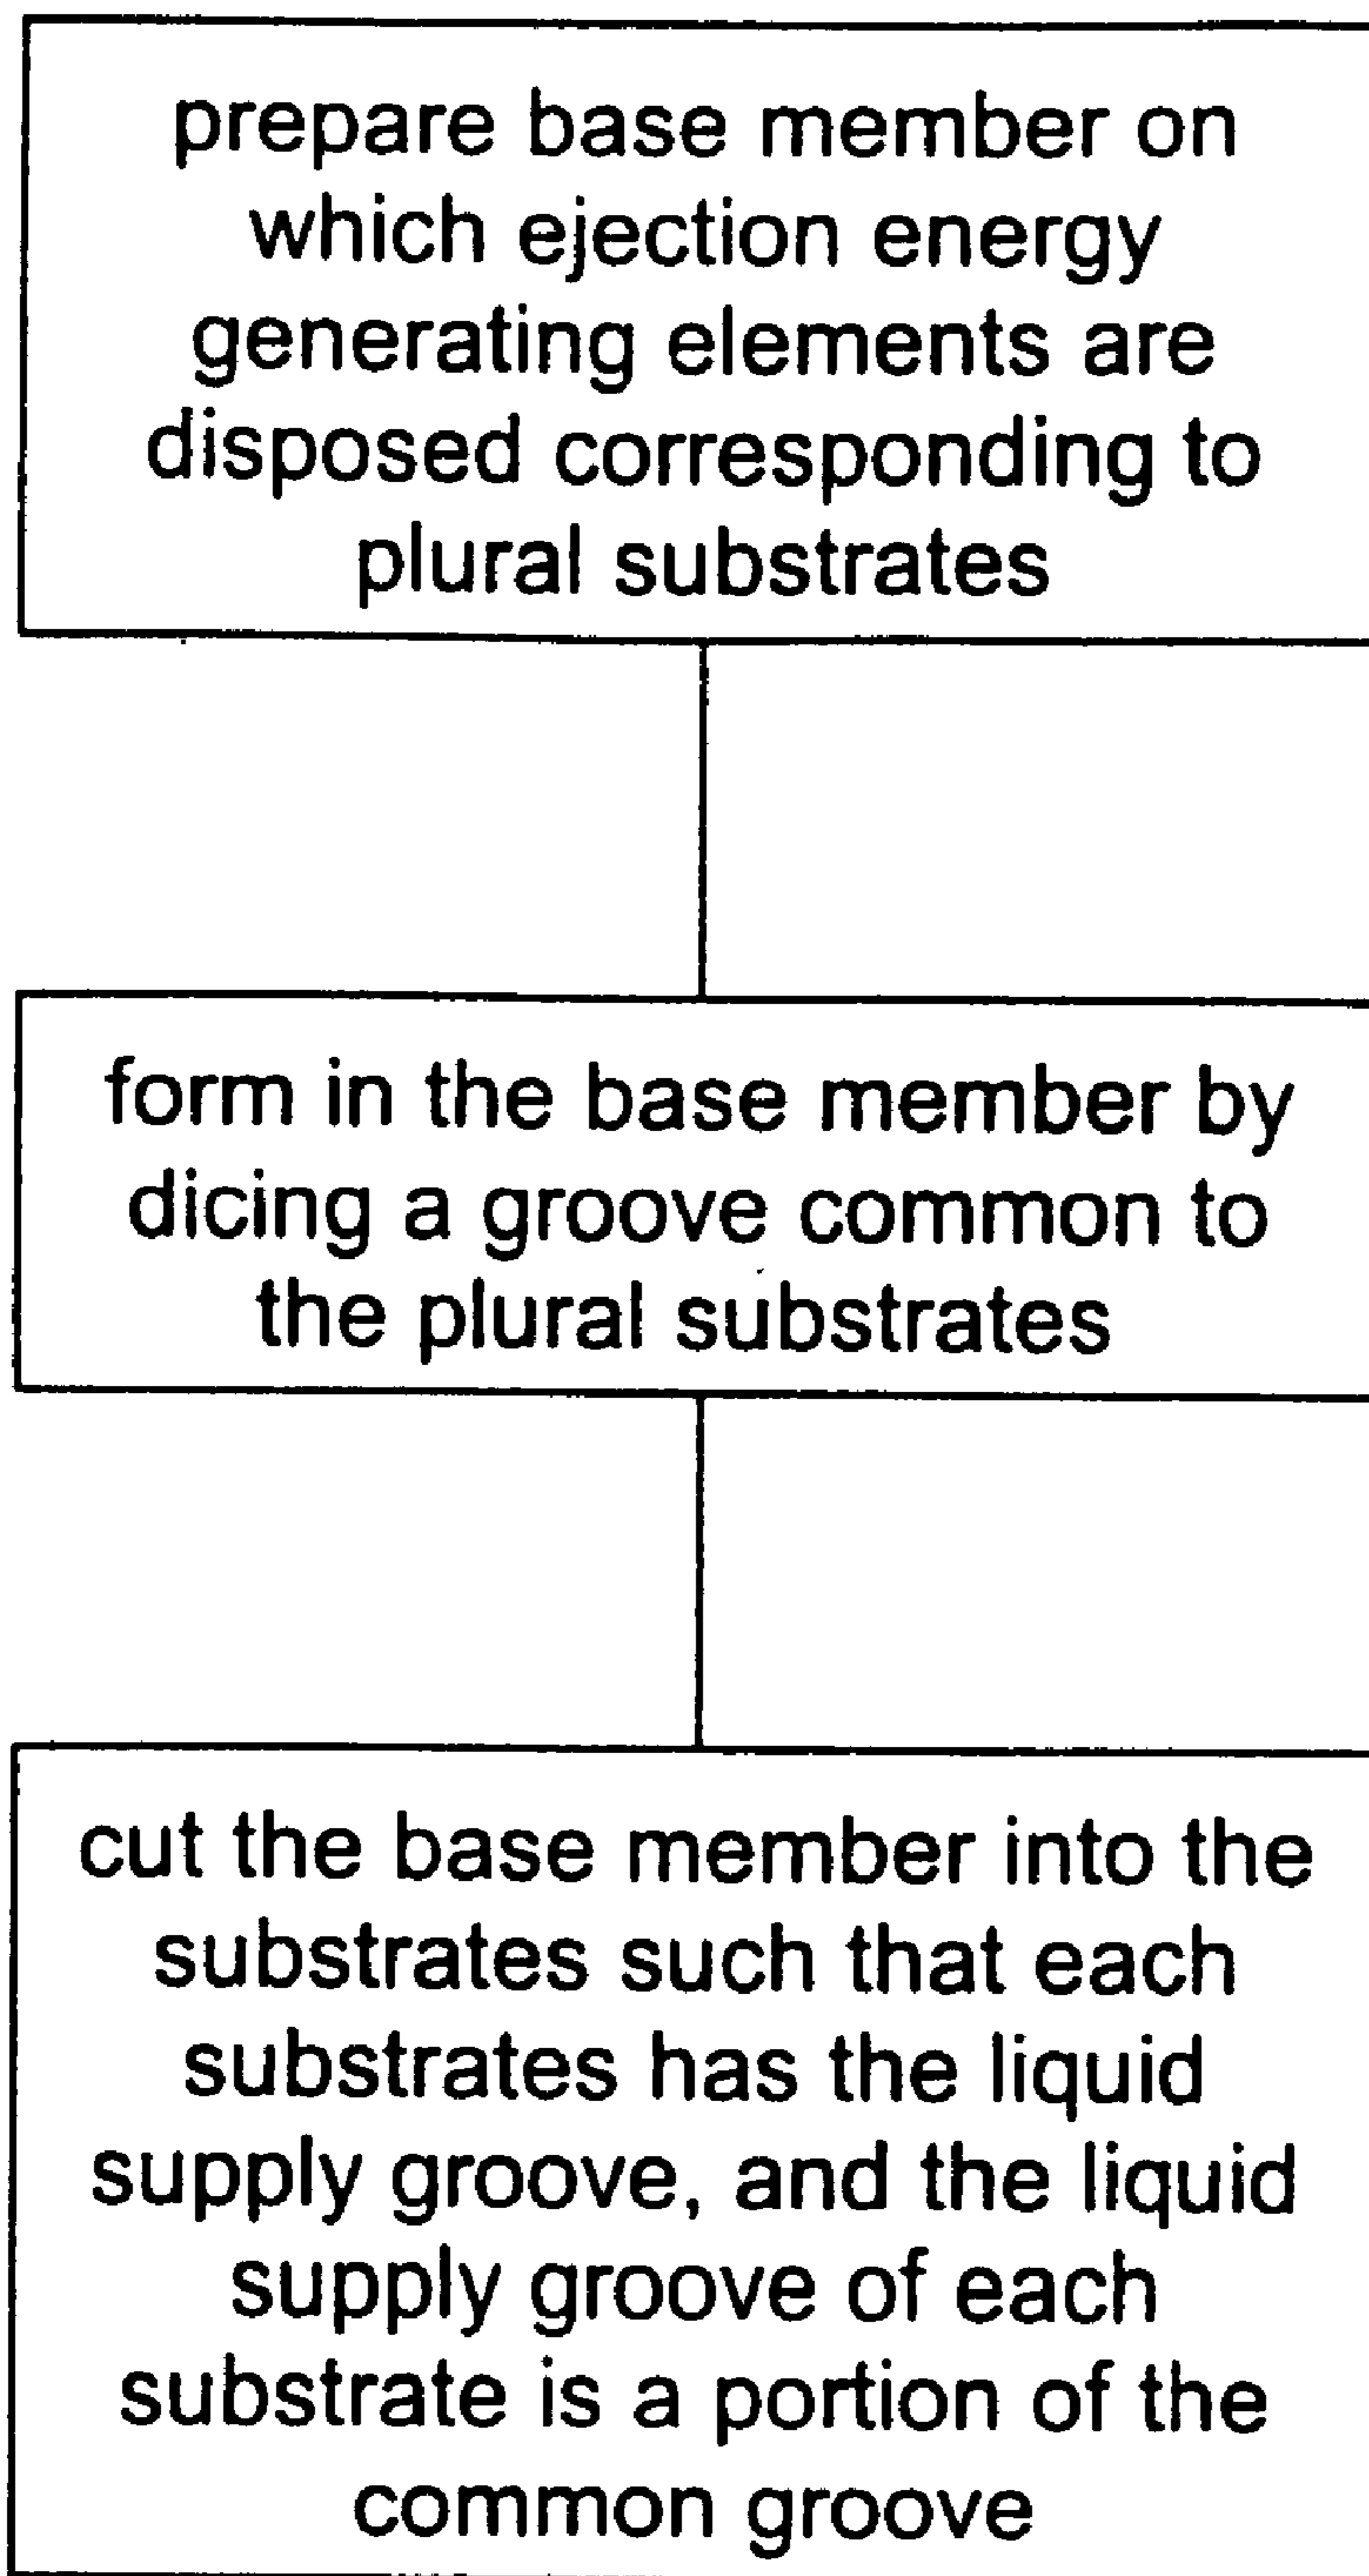 prepare base member on
which ejection energy
generating elements are
disposed corresponding to
plural substrates
form in the base member by
dicing a groove common to
the plural substrates
cut the base member into the
substrates such that each
substrates has the liquid
supply groove, and the liquid
supply groove of each
substrate is a portion of the
common groove